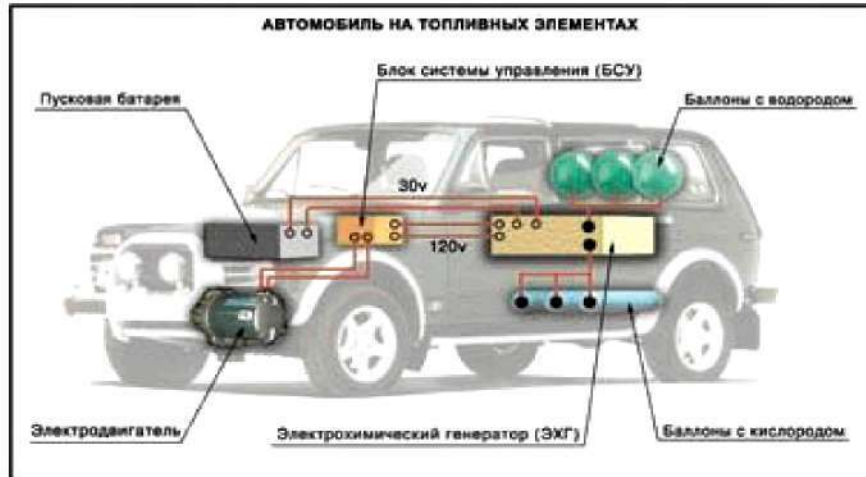 АВТОМОБИЛЬ НА ТОПЛИВНЫХ ЭЛЕМЕНТАХ
Блок системы управления (БСУ)
Пусковая батарея
Баллоны с водородом
30v
120v
Электродвигатель
Электрохимический генератор (ЭХГ)
Баллоны с кислородом